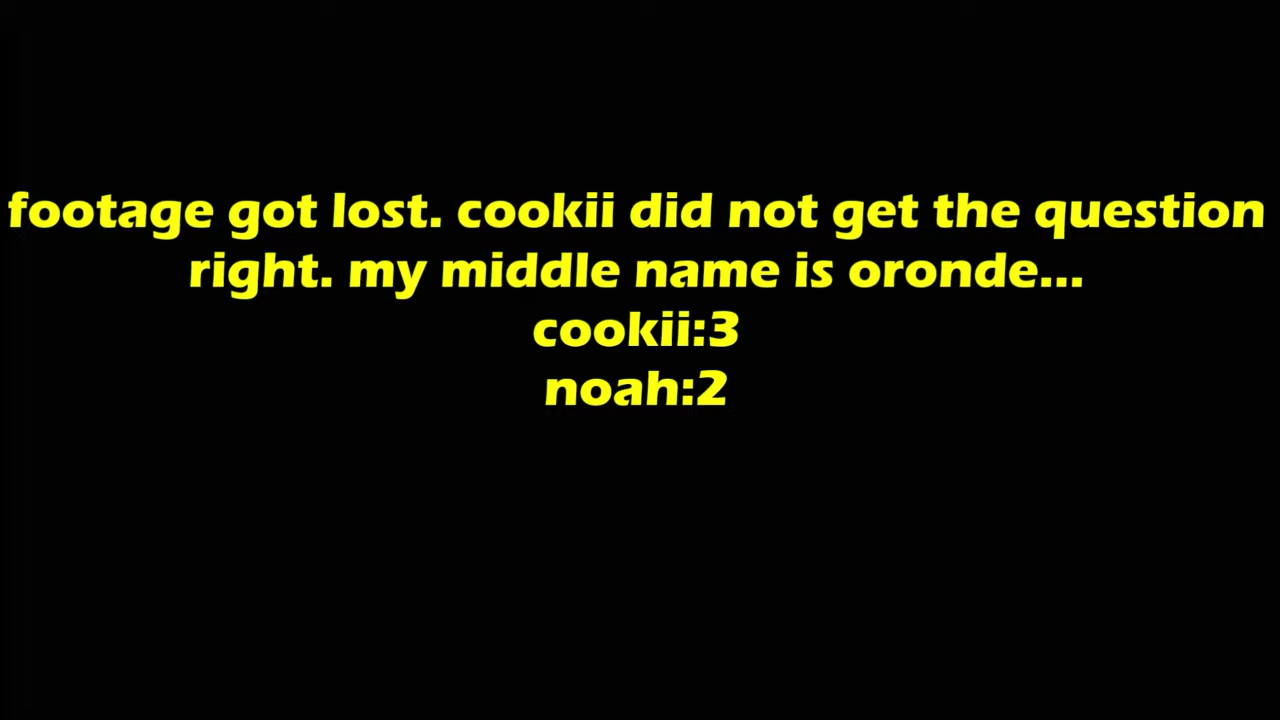 footage got lost. cookii did not get the question
right. my middle name is oronde...
cookii:3
noah:2